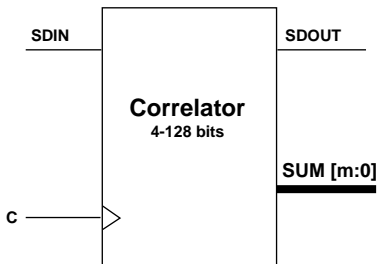 SDIN
SDOUT
Correlator
4-128 bits
SUM [m:0]
C